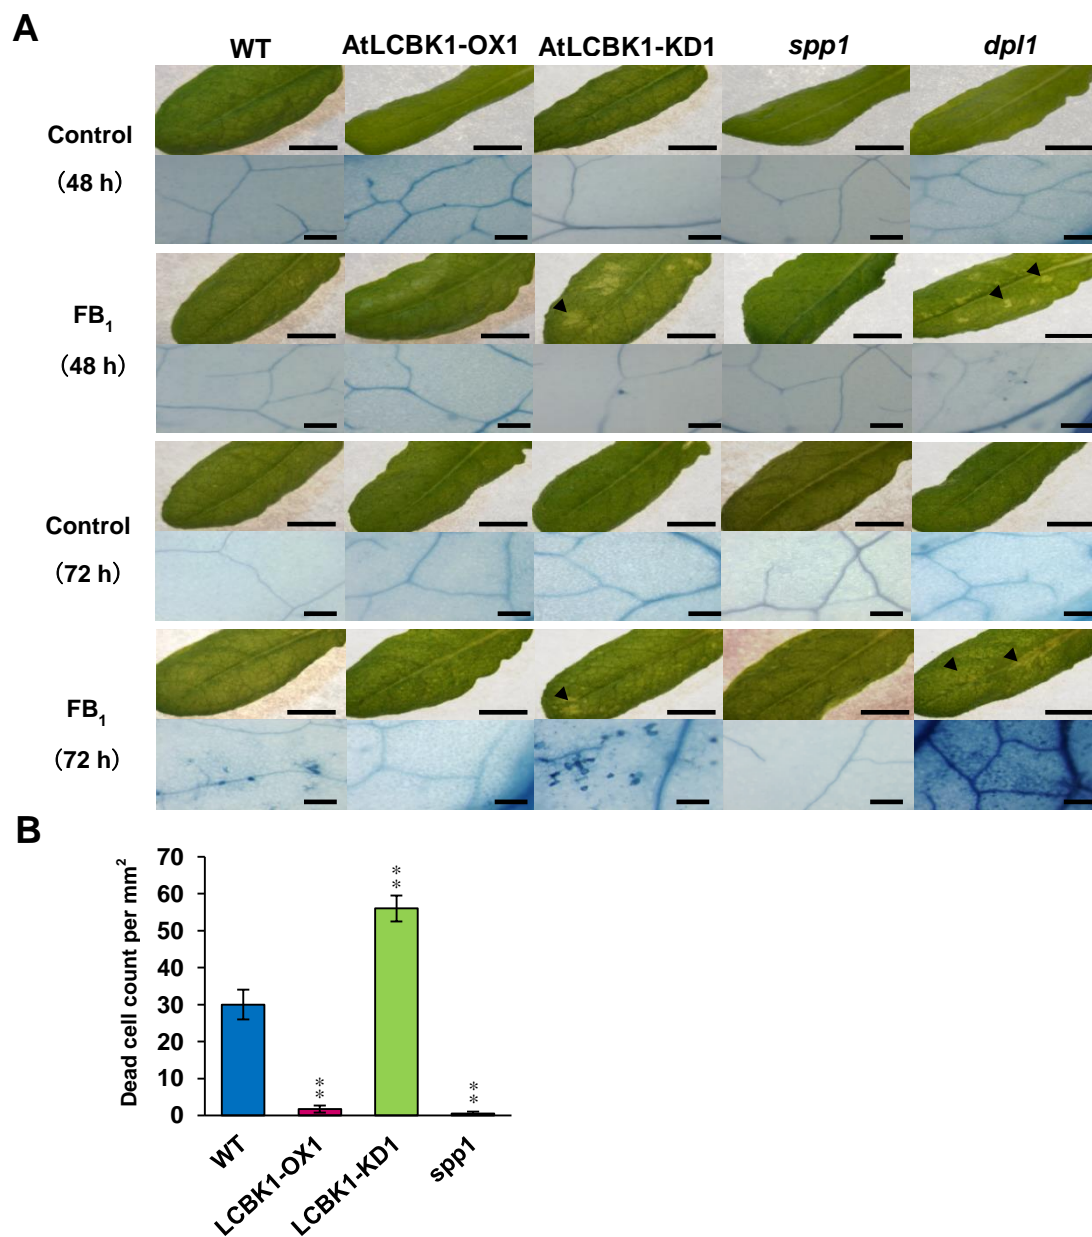 A
WT AtLCBK1-OX1 AtLCBK1-KD1 spp1 dpl1
Control
(48 h)
FB1
(48 h)
Control
(72 h)
FB1
(72 h)
B
Dead cell count per mm2
70
60
50
40
30
20
10
0
**
**
**
WT
LCBK1-OX1
LCBK1-KD1
spp1